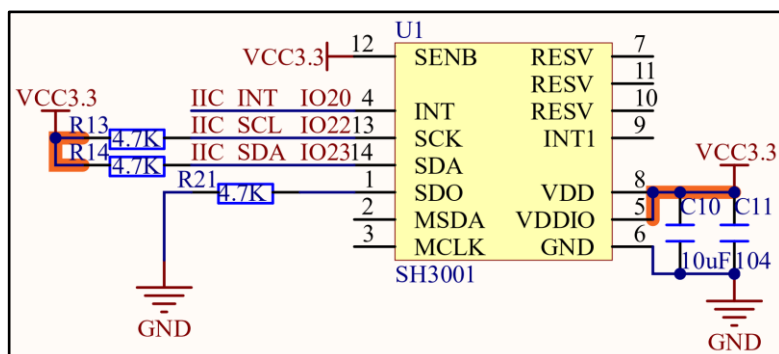 U1
VCC3.3 12 SENB RESV 7
RESV 11
VCC3.3 IIC INT IO20 4 INT RESV 10
R13 4.7K IIC SCL IO22 13 SCK INT1 9
R14 4.7K IIC SDA IO23 14 SDA VCC3.3
R21 4.7K 1 SDO VDD 8
2 MSDA VDDIO 5 C10 C11
3 MCLK GND 6
SH3001 10uF 104
GND GND